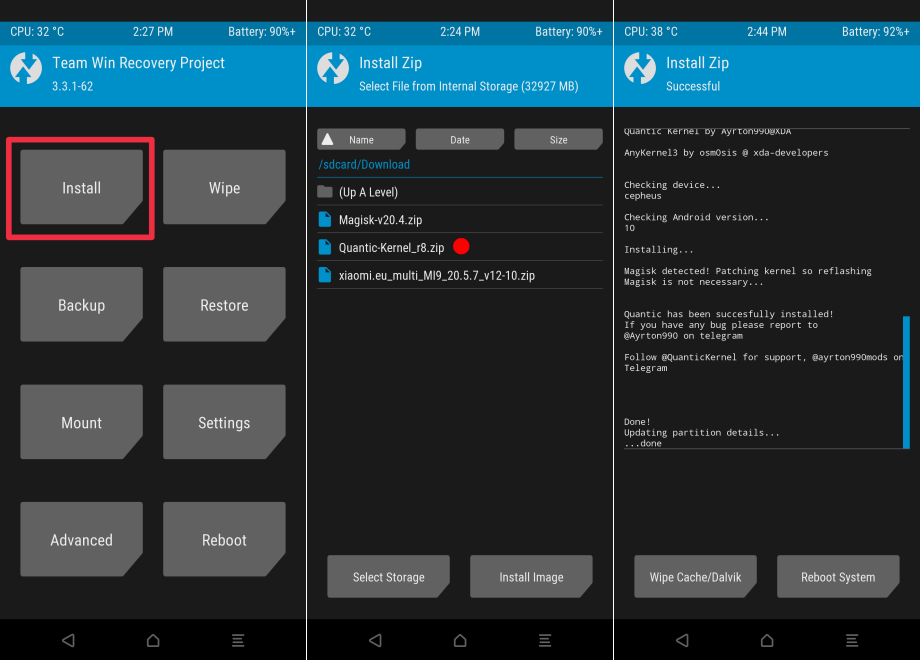 CPU: 32 °C 2:27 PM Battery: 90%+
Team Win Recovery Project
3.3.1-62
Install Wipe
Backup Restore
Mount Settings
Advanced Reboot
CPU: 32 °C 2:24 PM Battery: 90%+
Install Zip
Select File from Internal Storage (32927 MB)
Name Date Size
/sdcard/Download
(Up A Level)
Magisk-v20.4.zip
Quantic-Kernel_r8.zip
xiaomi.eu_multi_MI9_20.5.7_v12-10.zip
Select Storage Install Image
CPU: 38 °C 2:44 PM Battery: 92%+
Install Zip
Successful
Quantic Kernel by Ayrton990@XDA
AnyKernel3 by osm0sis @ xda-developers
Checking device...
cepheus
Checking Android version...
10
Installing...
Magisk detected! Patching kernel so reflashing
Magisk is not necessary...
Quantic has been succesfully installed!
If you have any bug please report to
@Ayrton990 on telegram
Follow @QuanticKernel for support, @ayrton990mods on
Telegram
Done!
Updating partition details...
...done
Wipe Cache/Dalvik Reboot System